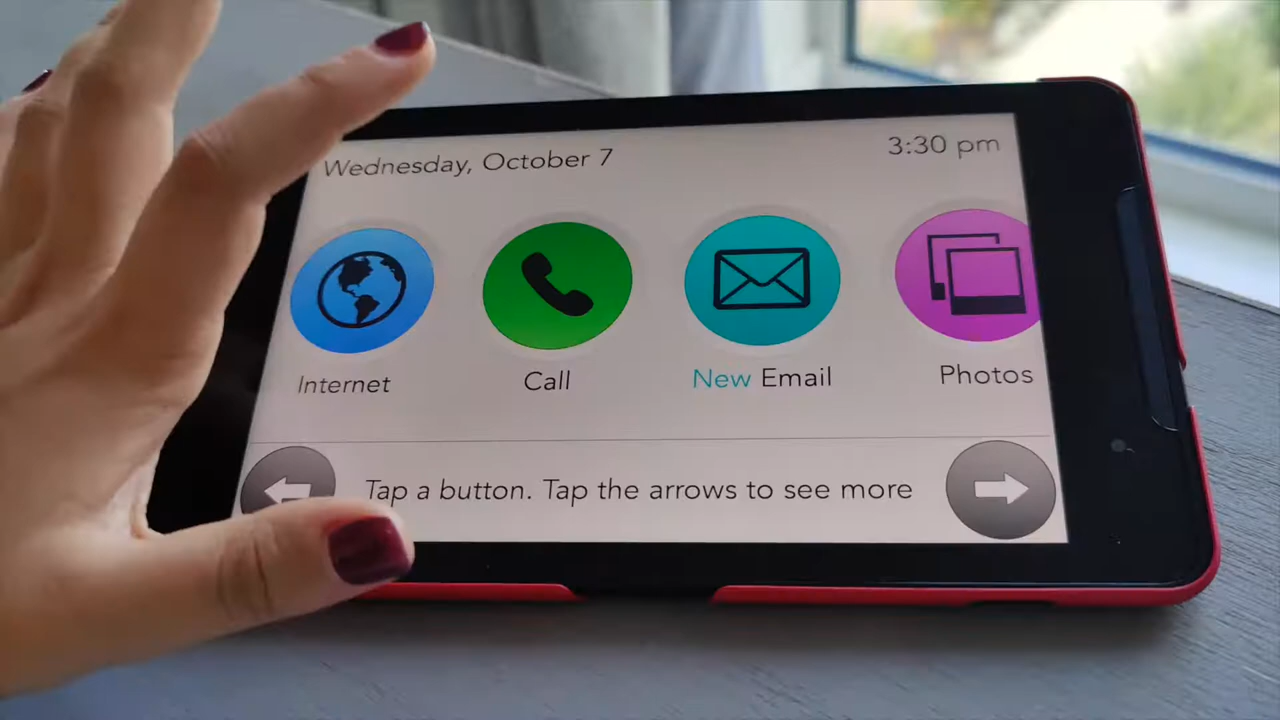 Wednesday, October 7
3:30 pm
Internet
Call
New Email
Photos
Tap a button. Tap the arrows to see more